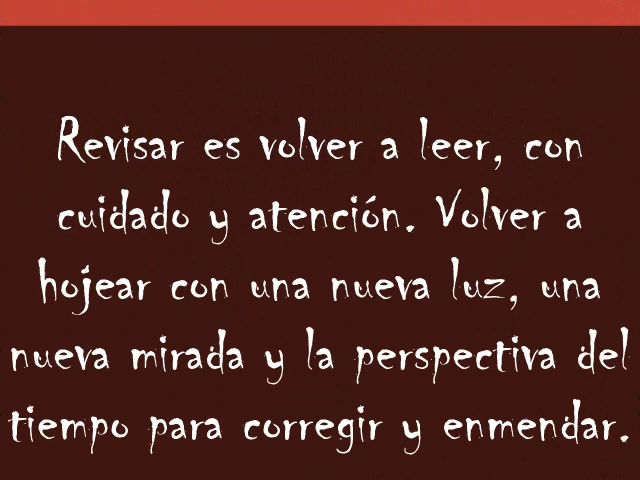 Revisar es volver a leer, con
cuidado y atención. Volver a
hojear con una nueva luz, una
nueva mirada y la perspectiva del
tiempo para corregir y enmendar.